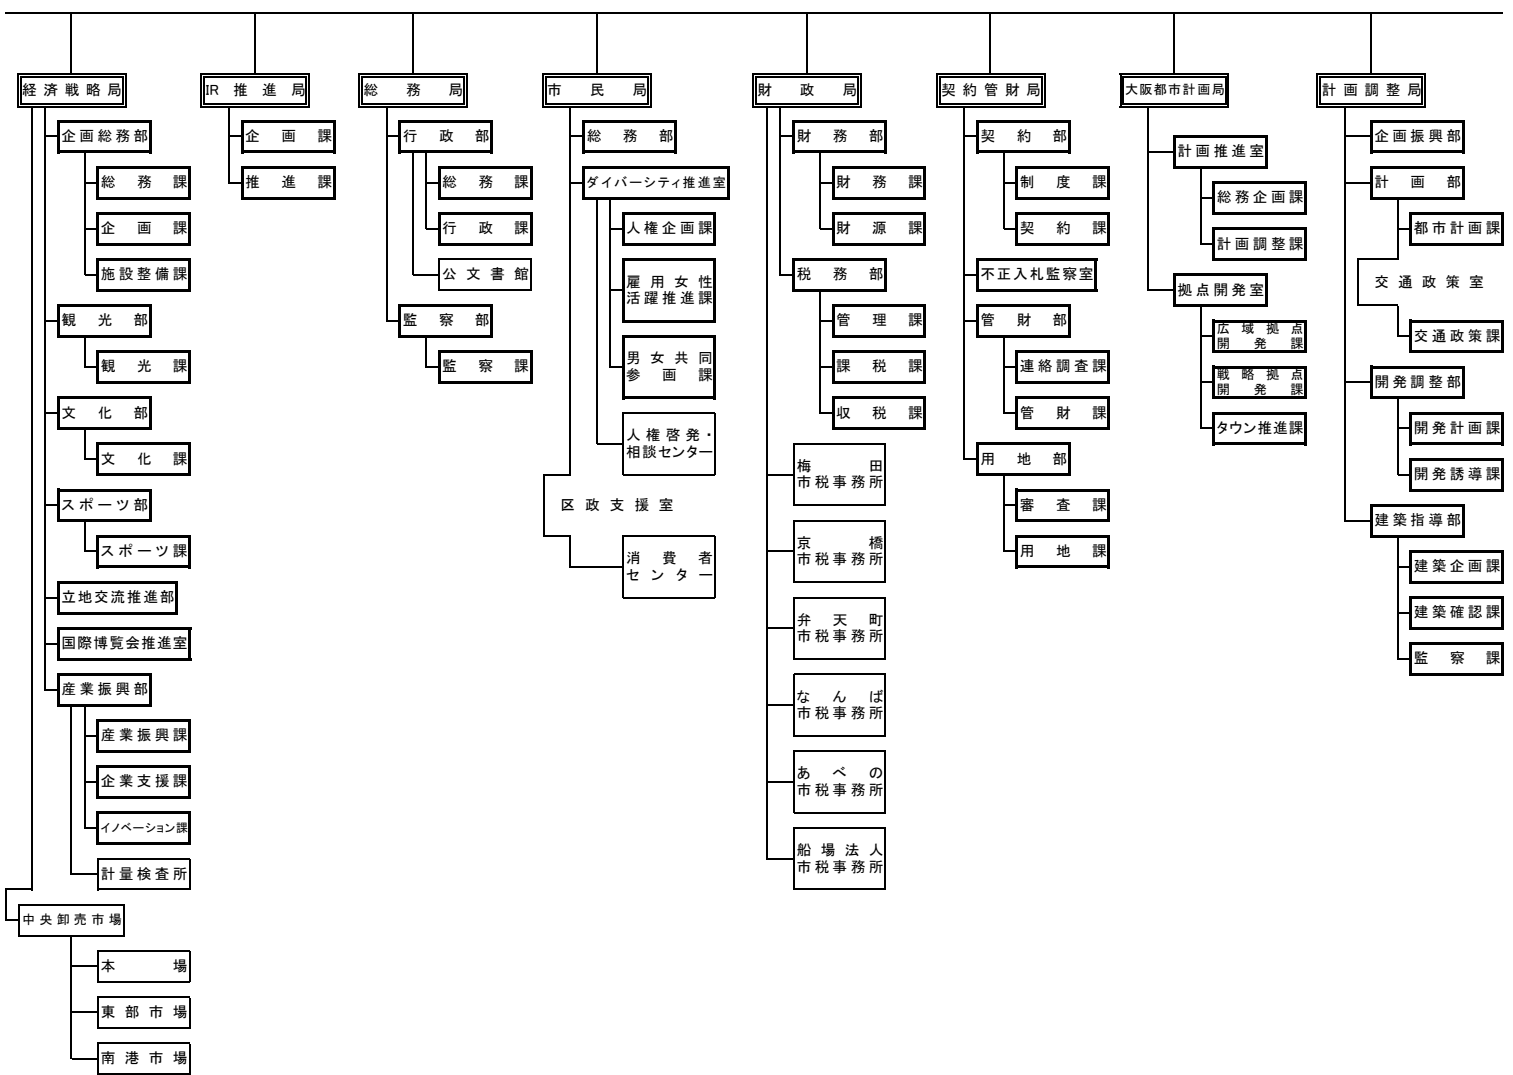 経済戦略局
企画総務部
総務課
企画課
施設整備課
観光部
観光課
文化部
文化課
スポーツ部
スポーツ課
立地交流推進部
国際博覧会推進室
産業振興部
産業振興課
企業支援課
イノベーション課
計量検査所
中央卸売市場
本場
東部市場
南港市場
IR推進局
企画課
推進課
総務局
行政部
総務課
行政課
公文書館
監察部
監察課
市民局
総務部
ダイバーシティ推進室
人権企画課
雇用女性
活躍推進課
男女共同
参画課
人権啓発・
相談センター
区政支援室
消費者
センター
財政局
財務部
財務課
財源課
税務部
管理課
課税課
収税課
梅田
市税事務所
京橋
市税事務所
弁天町
市税事務所
なんば
市税事務所
あべの
市税事務所
船場法人
市税事務所
契約管財局
契約部
制度課
契約課
不正入札監察室
管財部
連絡調査課
管財課
用地部
審査課
用地課
大阪都市計画局
計画推進室
総務企画課
計画調整課
拠点開発室
広域拠点
開発課
戦略拠点
開発課
タウン推進課
計画調整局
企画振興部
計画部
都市計画課
交通政策室
交通政策課
開発調整部
開発計画課
開発誘導課
建築指導部
建築企画課
建築確認課
監察課